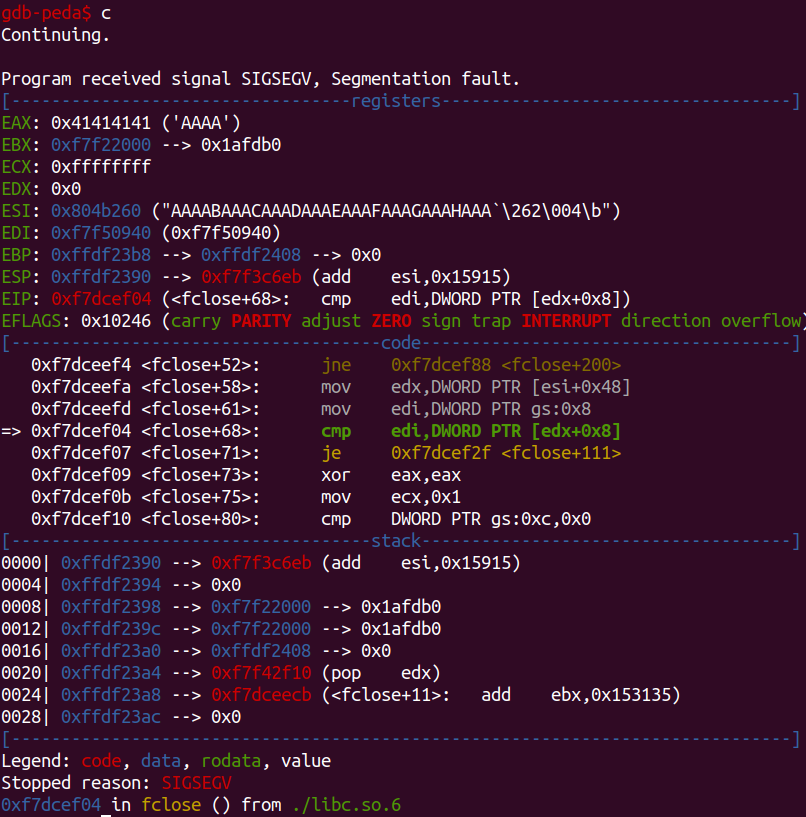 gdb-peda$ c
Continuing.

Program received signal SIGSEGV, Segmentation fault.
[----------------------------------registers-----------------------------------]
EAX: 0x41414141 ('AAAA')
EBX: 0xf7f22000 --> 0x1afdb0
ECX: 0xffffffff
EDX: 0x0
ESI: 0x804b260 ("AAAABAAACAAADAAAEAAAFAAAGAAAHAAA`\262\004\b")
EDI: 0xf7f50940 (0xf7f50940)
EBP: 0xffdf23b8 --> 0xffdf2408 --> 0x0
ESP: 0xffdf2390 --> 0xf7f3c6eb (add    esi,0x15915)
EIP: 0xf7dcef04 (<fclose+68>:   cmp    edi,DWORD PTR [edx+0x8])
EFLAGS: 0x10246 (carry PARITY adjust ZERO sign trap INTERRUPT direction overflow)
[-------------------------------------code-------------------------------------]
   0xf7dceef4 <fclose+52>:      jne    0xf7dcef88 <fclose+200>
   0xf7dceefa <fclose+58>:      mov    edx,DWORD PTR [esi+0x48]
   0xf7dceefd <fclose+61>:      mov    edi,DWORD PTR gs:0x8
=> 0xf7dcef04 <fclose+68>:      cmp    edi,DWORD PTR [edx+0x8]
   0xf7dcef07 <fclose+71>:      je     0xf7dcef2f <fclose+111>
   0xf7dcef09 <fclose+73>:      xor    eax,eax
   0xf7dcef0b <fclose+75>:      mov    ecx,0x1
   0xf7dcef10 <fclose+80>:      cmp    DWORD PTR gs:0xc,0x0
[------------------------------------stack-------------------------------------]
0000| 0xffdf2390 --> 0xf7f3c6eb (add    esi,0x15915)
0004| 0xffdf2394 --> 0x0
0008| 0xffdf2398 --> 0xf7f22000 --> 0x1afdb0
0012| 0xffdf239c --> 0xf7f22000 --> 0x1afdb0
0016| 0xffdf23a0 --> 0xffdf2408 --> 0x0
0020| 0xffdf23a4 --> 0xf7f42f10 (pop    edx)
0024| 0xffdf23a8 --> 0xf7dceecb (<fclose+11>:   add    ebx,0x153135)
0028| 0xffdf23ac --> 0x0
[------------------------------------------------------------------------------]
Legend: code, data, rodata, value
Stopped reason: SIGSEGV
0xf7dcef04 in fclose () from ./libc.so.6